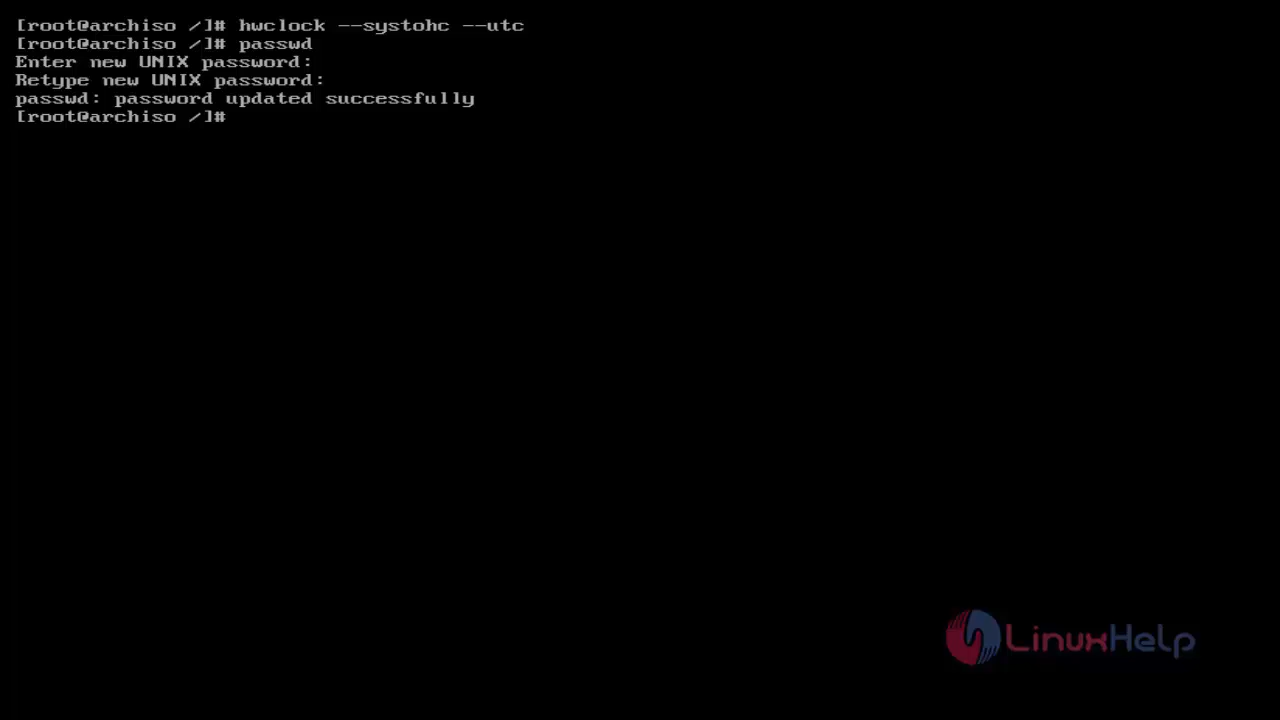 [root@archiso /]# hwclock --systohc --utc
[root@archiso /]# passwd
Enter new UNIX password:
Retype new UNIX password:
passwd: password updated successfully
[root@archiso /]#
LinuxHelp